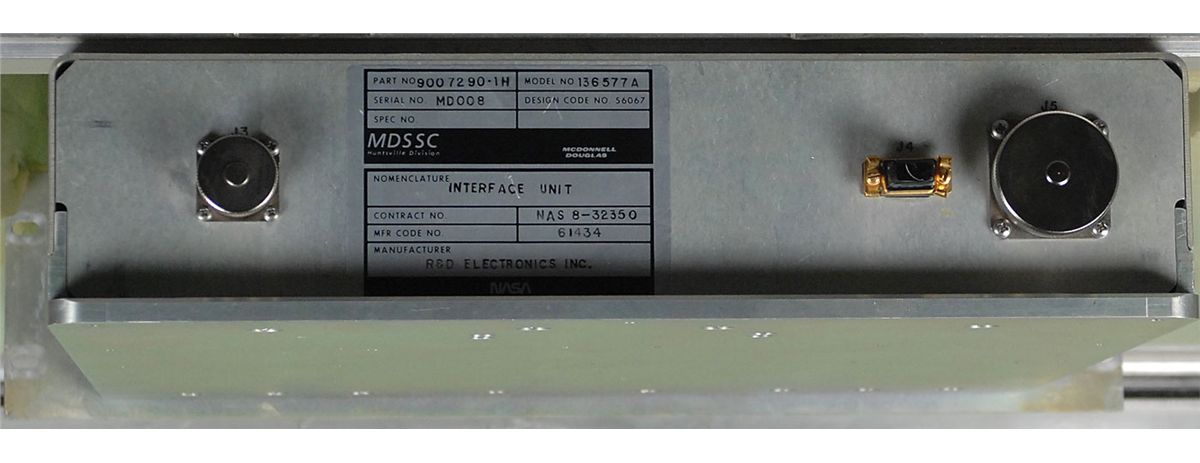 J3
PART NO 9007290-1H MODEL NO 136577A
SERIAL NO. MD008 DESIGN CODE NO. S6067
SPEC NO.
MDSSC
Huntsville Division
MCDONNELL
DOUGLAS
NOMENCLATURE
INTERFACE UNIT
CONTRACT NO. NAS 8-32350
MFR CODE NO. 61434
MANUFACTURER
R&D ELECTRONICS INC.
NASA
J4
J5